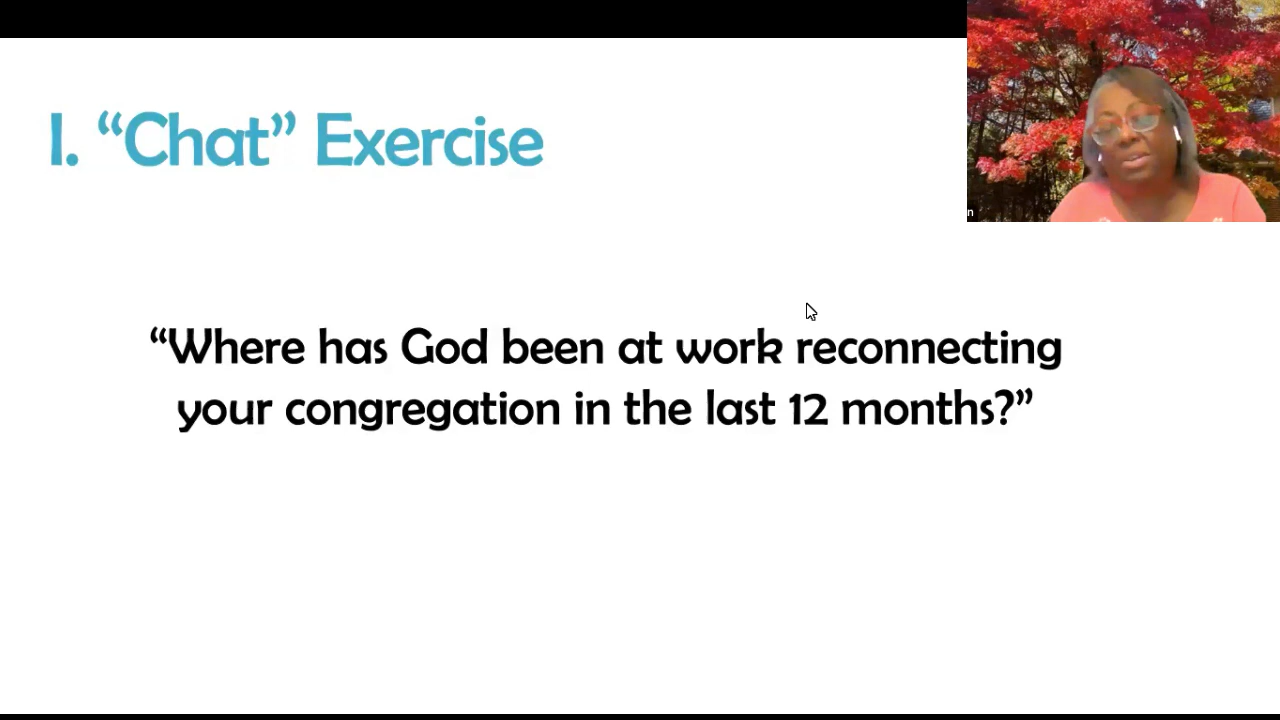 I. “Chat” Exercise
“Where has God been at work reconnecting
your congregation in the last 12 months?”
n